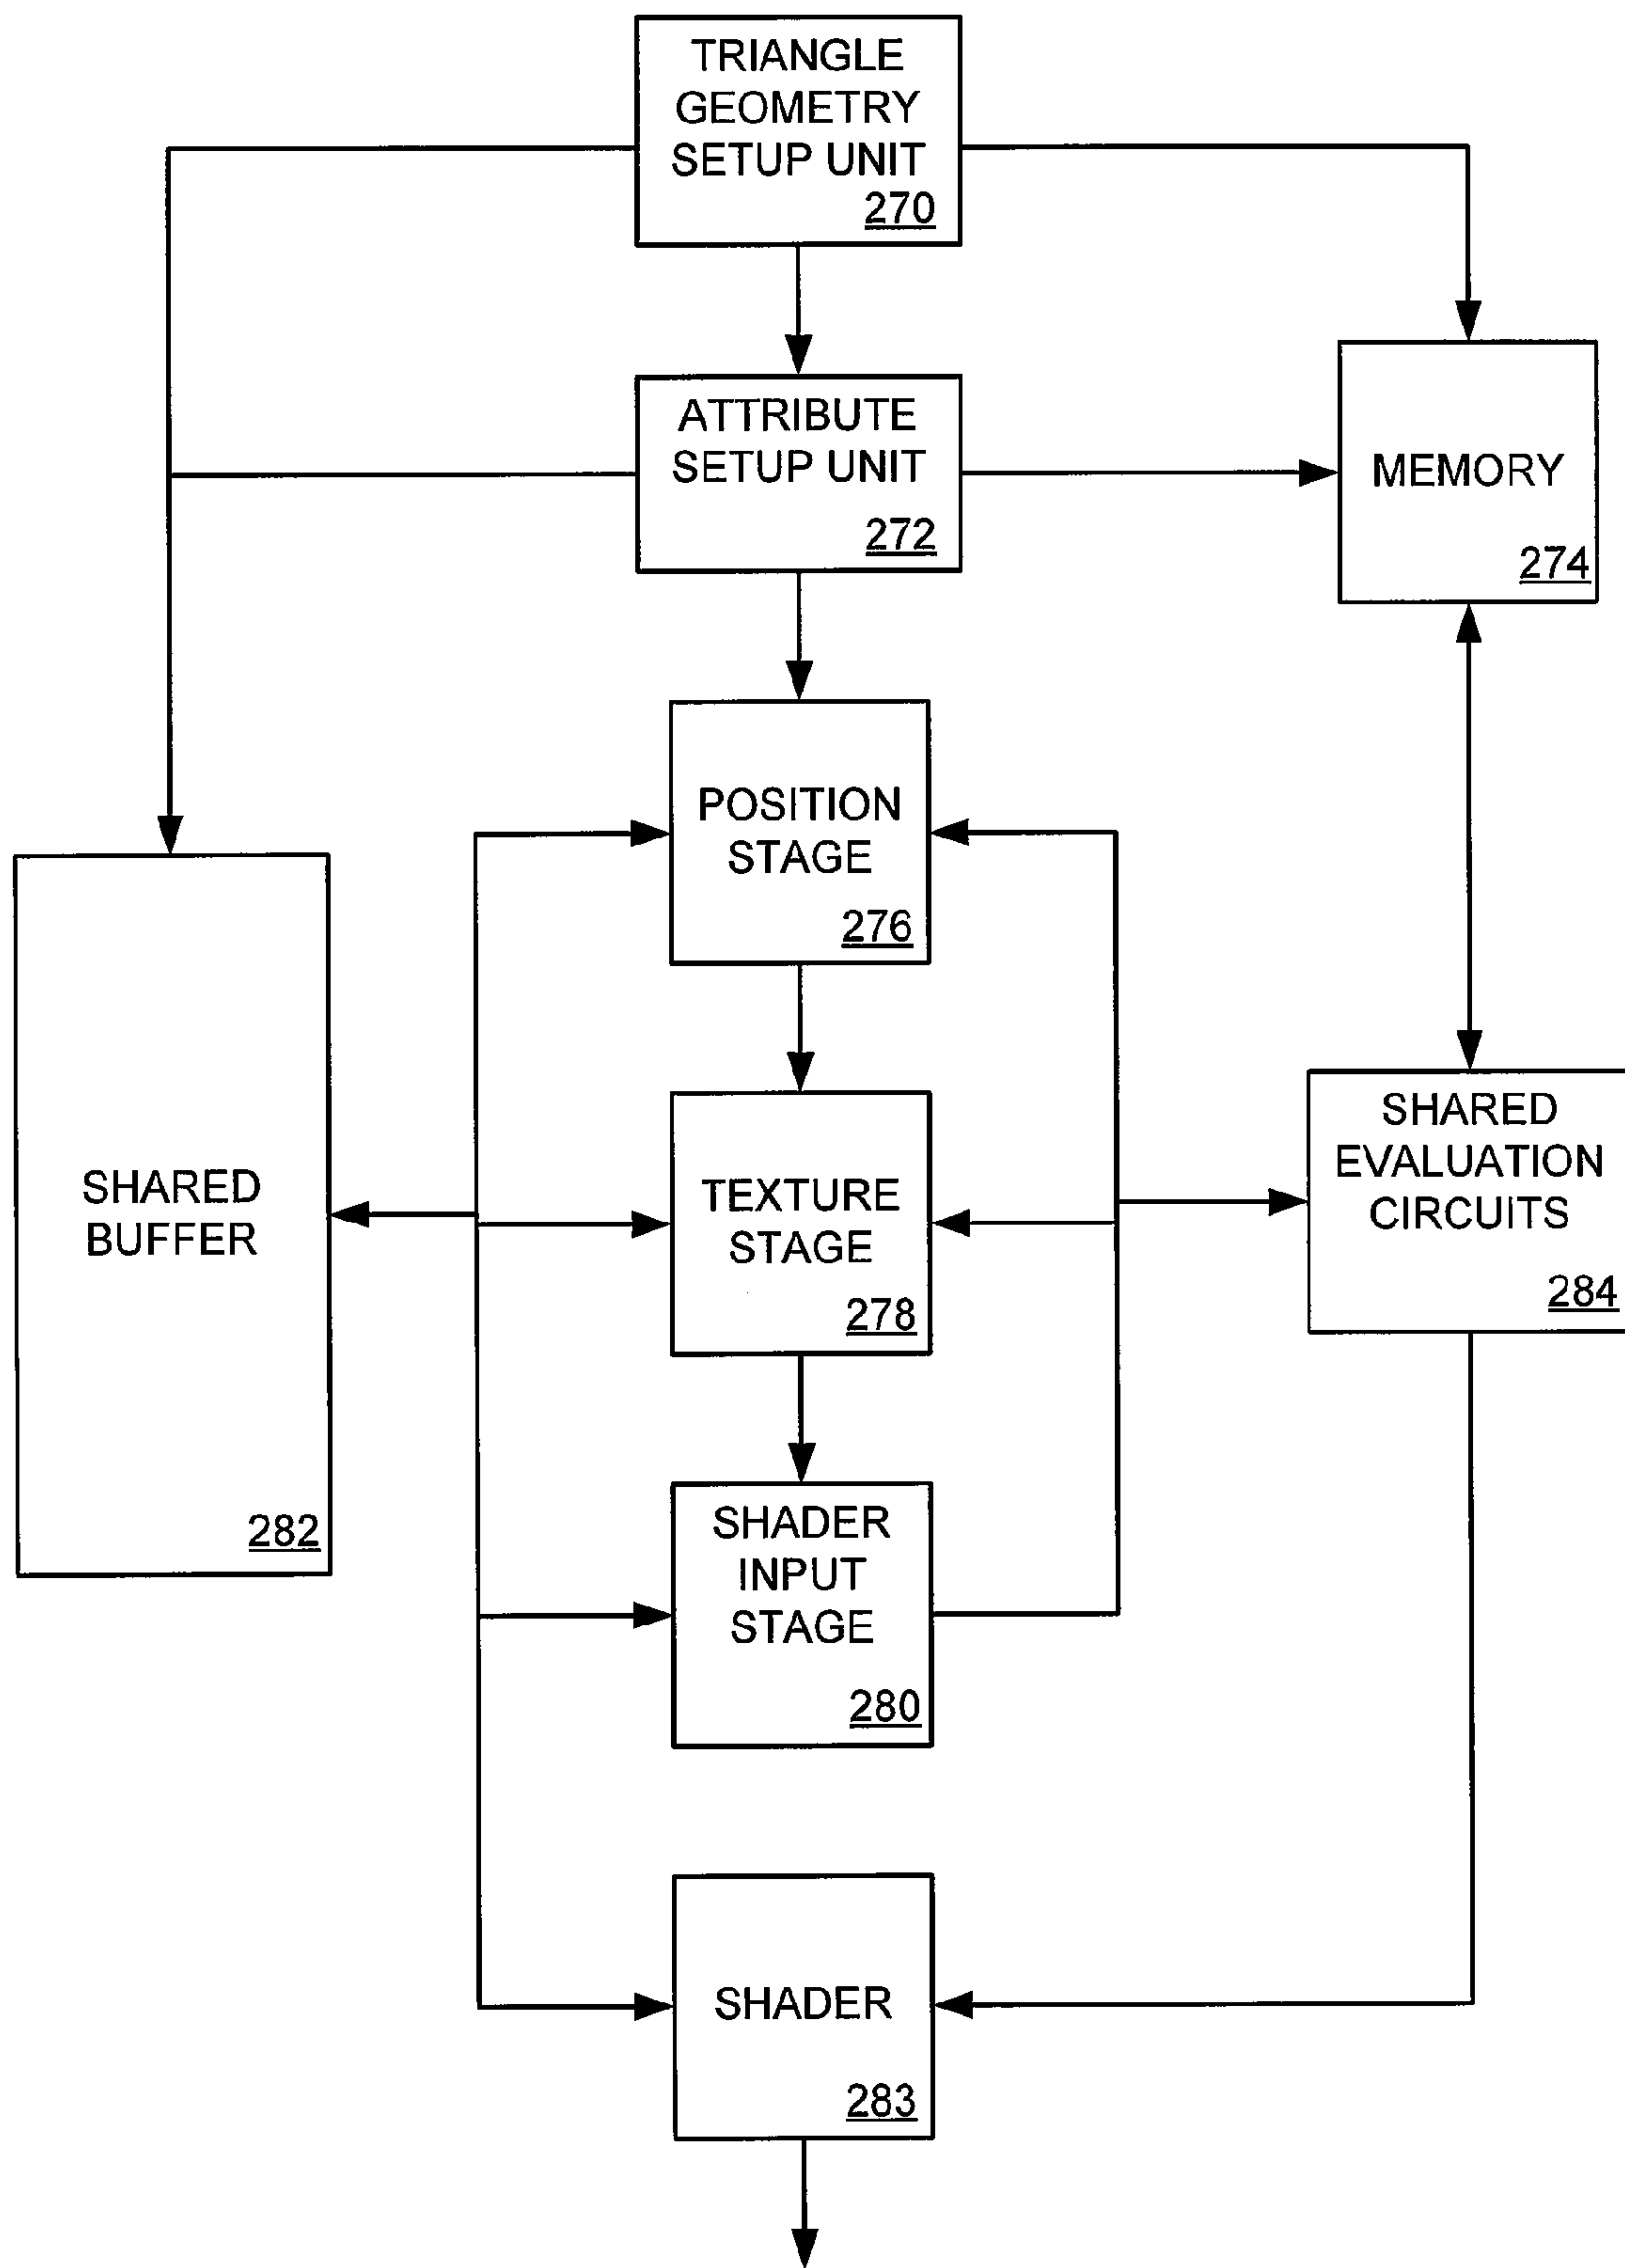 TRIANGLE
GEOMETRY
SETUP UNIT
270
ATTRIBUTE
SETUP UNIT
272
MEMORY
274
POSITION
STAGE
276
SHARED
BUFFER
282
TEXTURE
STAGE
278
SHARED
EVALUATION
CIRCUITS
284
SHADER
INPUT
STAGE
280
SHADER
283